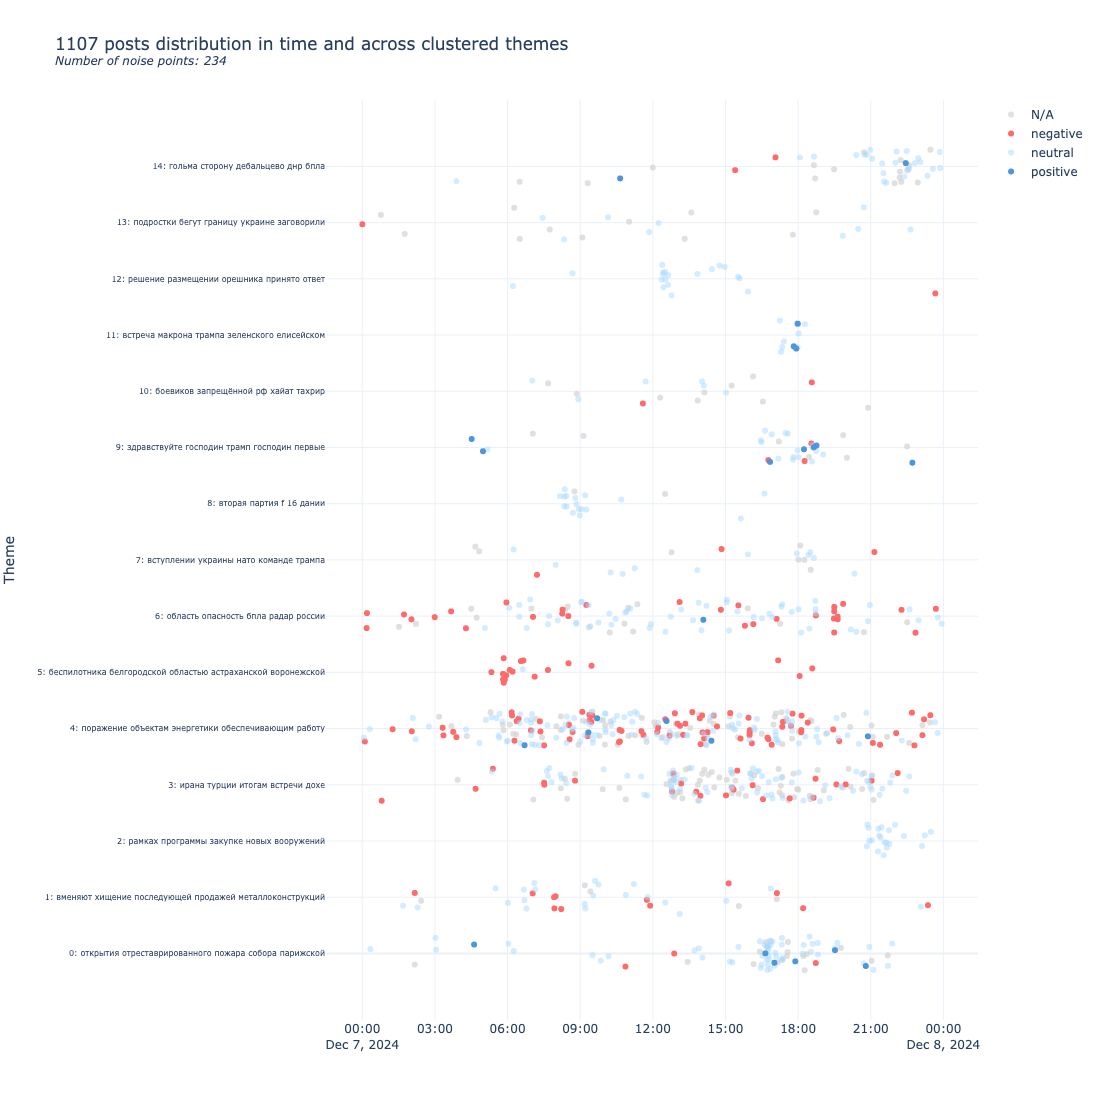 1107 posts distribution in time and across clustered themes
Number of noise points: 234
N/A
negative
neutral
positive
Theme
14: гольма сторону дебальцево днр бпла
13: подростки бегут границу украине заговорили
12: решение размещении орешника принято ответ
11: встреча макрона трампа зеленского елисейском
10: боевиков запрещённой рф хайат тахрир
9: здравствуйте господин трамп господин первые
8: вторая партия f 16 дании
7: вступлении украины нато команде трампа
6: область опасность бпла радар россии
5: беспилотника белгородской областью астраханской воронежской
4: поражение объектам энергетики обеспечивающим работу
3: ирана турции итогам встречи дохе
2: рамках программы закупке новых вооружений
1: вменяют хищение последующей продажей металлоконструкций
0: открытия отреставрированного пожара собора парижской
00:00 03:00 06:00 09:00 12:00 15:00 18:00 21:00 00:00
Dec 7, 2024 Dec 8, 2024